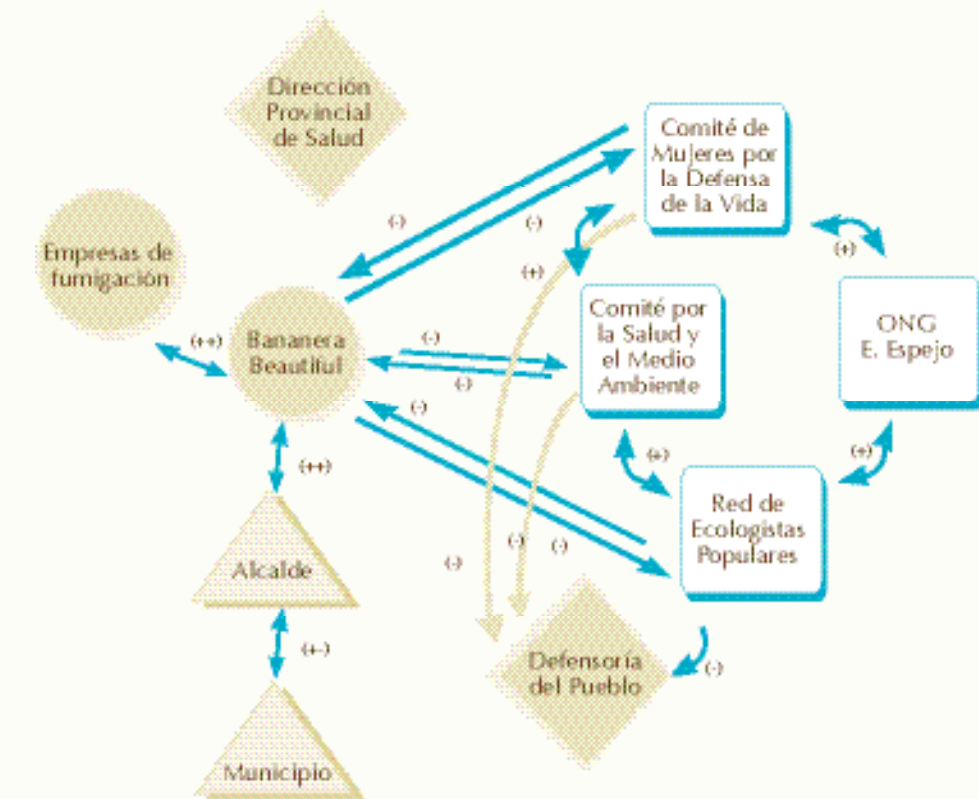 Dirección
Provincial
de Salud
Comité de
Mujeres por
la Defensa
de la Vida
Empresas de
fumigación
(-)
(-)
(+)
(+)
Bananera
Beautiful
Comité por
la Salud y
el Medio
Ambiente
ONG
E. Espejo
(++)
(-)
(-)
(-)
(++)
(+)
(+)
Red de
Ecologistas
Populares
Alcalde
(-)
(-)
(-)
(+-)
Defensoría
del Pueblo
(-)
Municipio